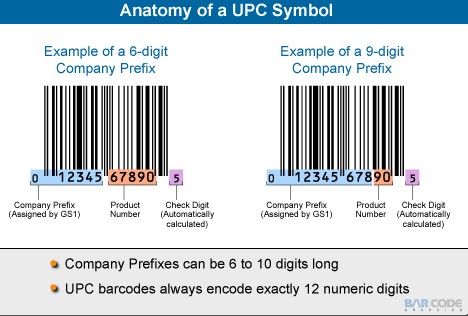 Anatomy of a UPC Symbol
Example of a 6-digit
Company Prefix
0 12345 67890 5
Company Prefix
(Assigned by GS1)
Product
Number
Check Digit
(Automatically
calculated)
Example of a 9-digit
Company Prefix
0 12345 67890 5
Company Prefix
(Assigned by GS1)
Product
Number
Check Digit
(Automatically
calculated)
Company Prefixes can be 6 to 10 digits long
UPC barcodes always encode exactly 12 numeric digits
BAR CODE
GRAPHICS